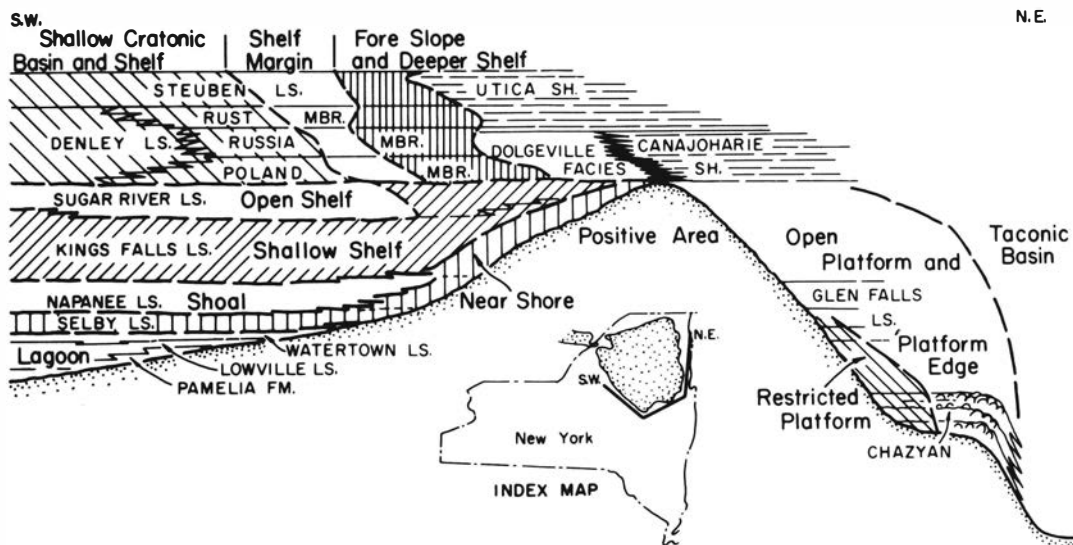 S.W.
N.E.
Shallow Cratonic
Basin and Shelf
Shelf
Margin
Fore Slope
and Deeper Shelf
STEUBEN LS.
UTICA SH.
RUST MBR.
DENLEY LS.
RUSSIA MBR.
DOLGEVILLE
FACIES
CANAJOHARIE
SH.
POLAND MBR.
SUGAR RIVER LS.
Open Shelf
KINGS FALLS LS.
Shallow Shelf
Positive Area
Open
Platform and
Taconic
Basin
NAPANEE LS.
Shoal
Near Shore
GLEN FALLS
LS.
SELBY LS.
Platform
Edge
Lagoon
WATERTOWN LS.
LOWVILLE LS.
PAMELIA FM.
Restricted
Platform
CHAZYAN
N.E.
S.W.
New York
INDEX MAP